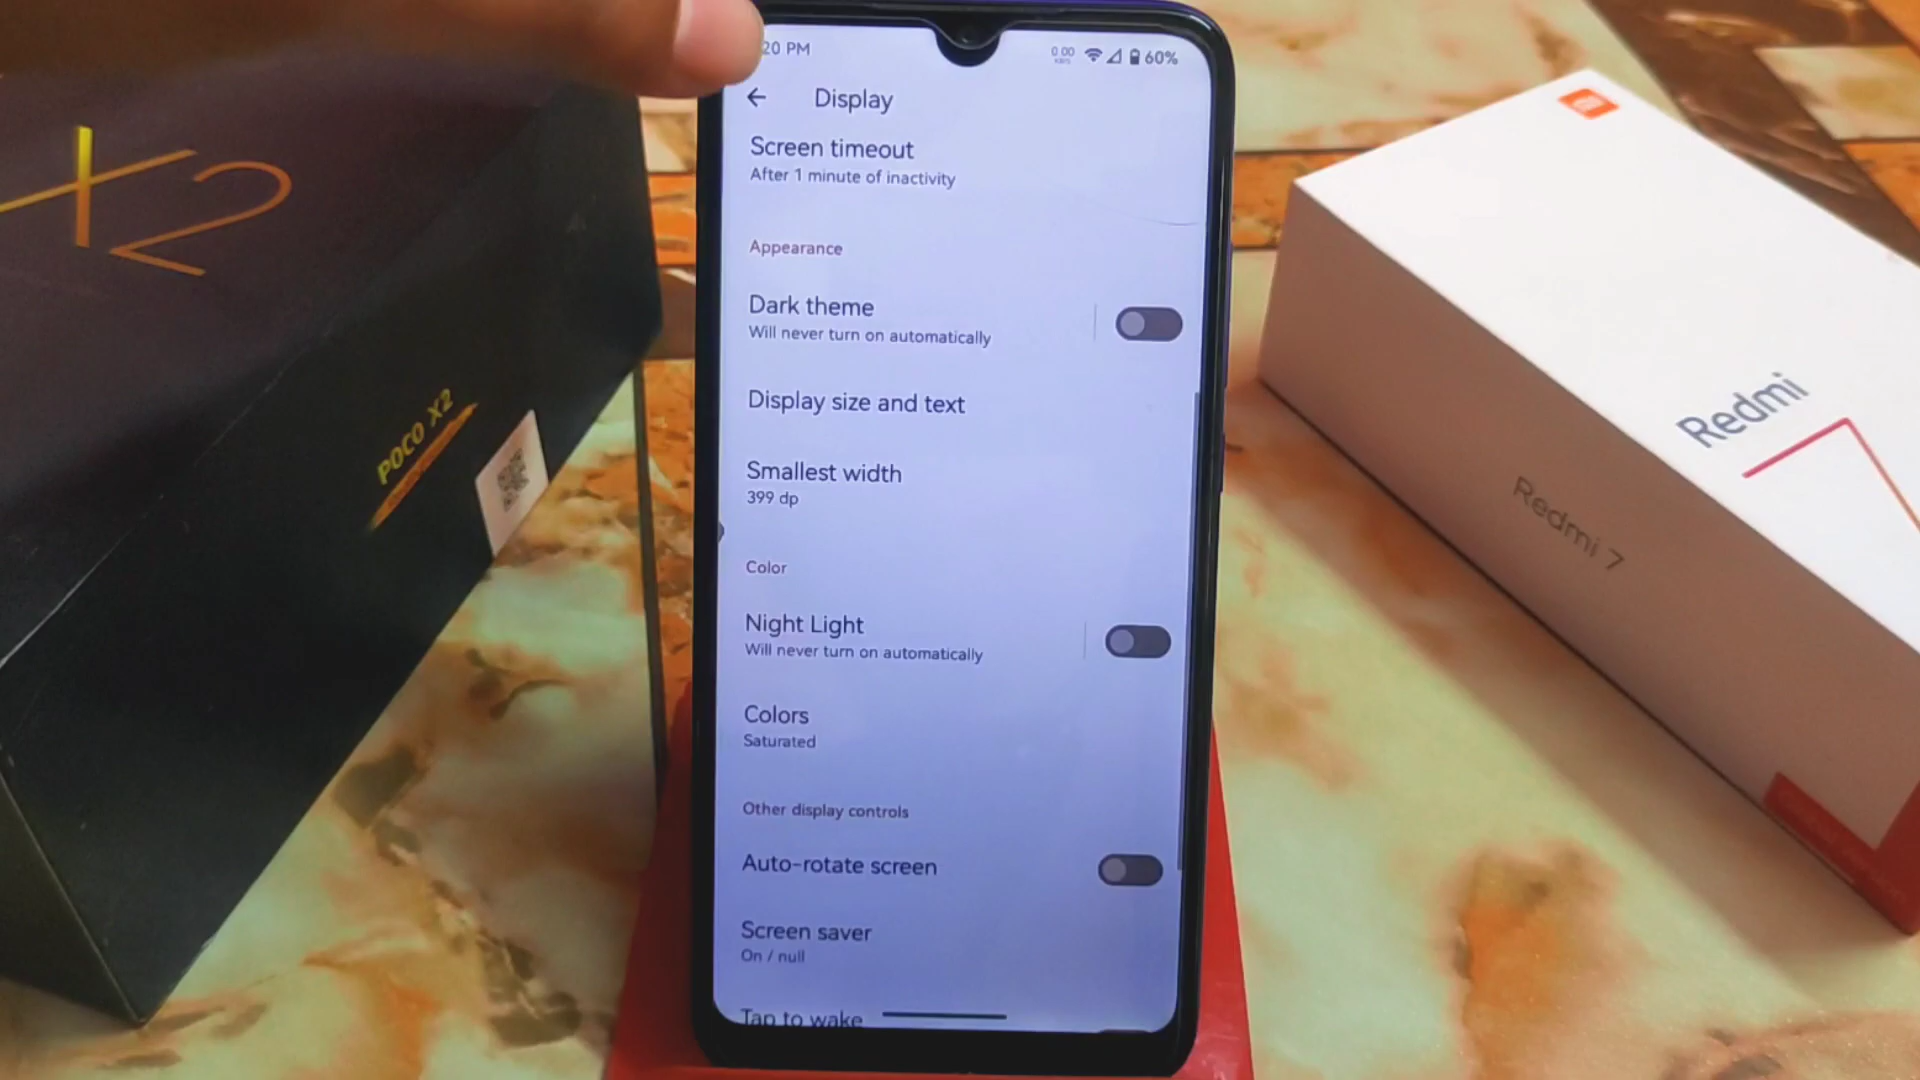 X2
POCO X2
20 PM
0.00
60%
Display
Screen timeout
After 1 minute of inactivity
Appearance
Dark theme
Will never turn on automatically
Display size and text
Smallest width
399 dp
Color
Night Light
Will never turn on automatically
Colors
Saturated
Other display controls
Auto-rotate screen
Screen saver
On / null
Tap to wake
Redmi
7
Redmi 7